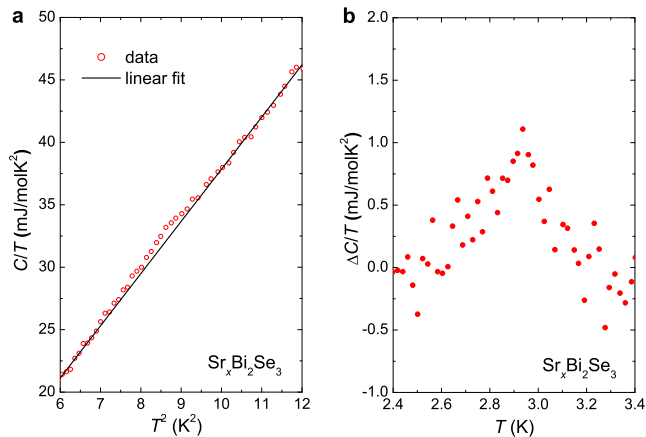 a
50
45
40
35
30
25
20
C/T (mJ/molK²)
data
linear fit
SrₓBi₂Se₃
6 7 8 9 10 11 12
T² (K²)
b
2.0
1.5
1.0
0.5
0.0
-0.5
-1.0
ΔC/T (mJ/molK²)
SrₓBi₂Se₃
2.4 2.6 2.8 3.0 3.2 3.4
T (K)